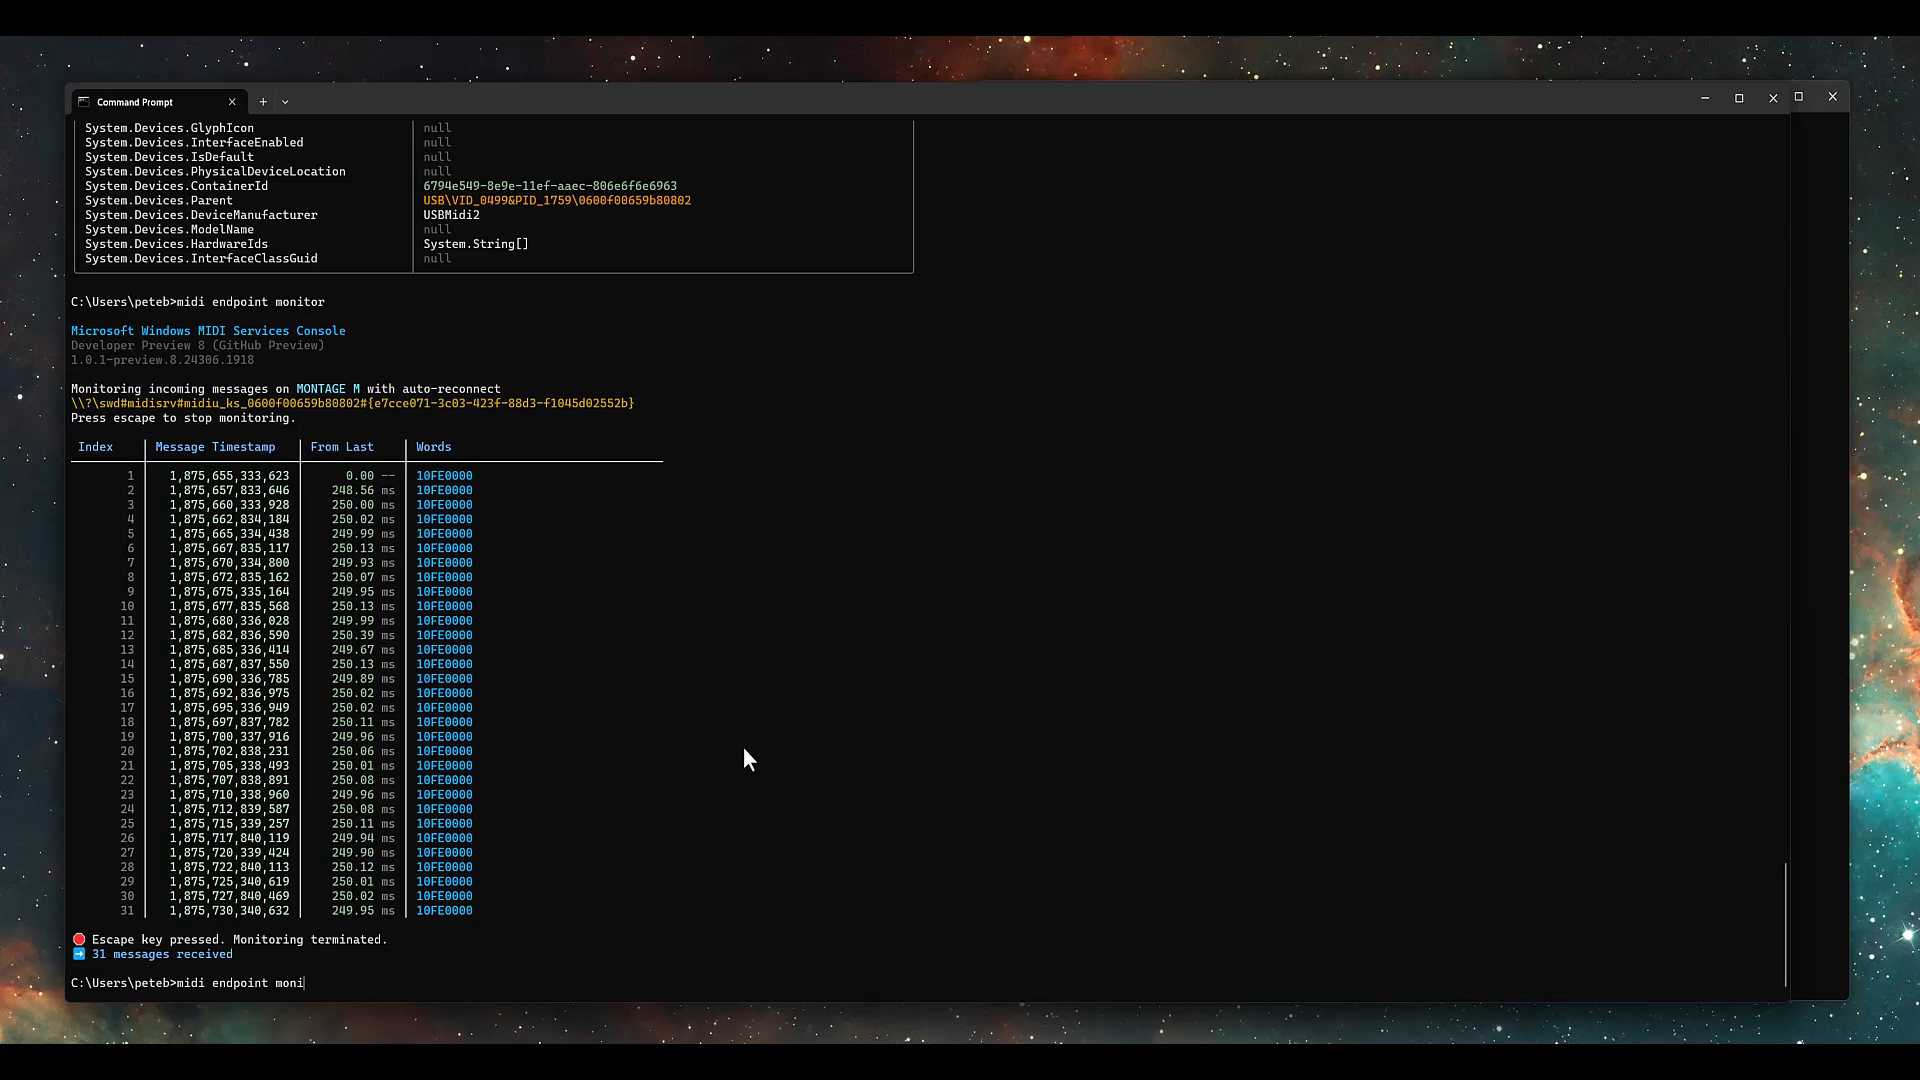 Command Prompt
System.Devices.GlyphIcon null
System.Devices.InterfaceEnabled null
System.Devices.IsDefault null
System.Devices.PhysicalDeviceLocation null
System.Devices.ContainerId 6794e549-8e9e-11ef-aaec-806e6f6e6963
System.Devices.Parent USB\VID_0499&PID_1759\0600f00659b80802
System.Devices.DeviceManufacturer USBMidi2
System.Devices.ModelName null
System.Devices.HardwareIds System.String[]
System.Devices.InterfaceClassGuid null
C:\Users\peteb>midi endpoint monitor
Microsoft Windows MIDI Services Console
Developer Preview 8 (GitHub Preview)
1.0.1-preview.8.24306.1918
Monitoring incoming messages on MONTAGE M with auto-reconnect
\\?\swd#midisrv#midiu_ks_0600f00659b80802#{e7cce071-3c03-423f-88d3-f1045d02552b}
Press escape to stop monitoring.
Index Message Timestamp From Last Words
1 1,875,655,333,623 0.00 -- 10FE0000
2 1,875,657,833,646 248.56 ms 10FE0000
3 1,875,660,333,928 250.00 ms 10FE0000
4 1,875,662,834,184 250.02 ms 10FE0000
5 1,875,665,334,438 249.99 ms 10FE0000
6 1,875,667,835,117 250.13 ms 10FE0000
7 1,875,670,334,800 249.93 ms 10FE0000
8 1,875,672,835,162 250.07 ms 10FE0000
9 1,875,675,335,164 249.95 ms 10FE0000
10 1,875,677,835,568 250.13 ms 10FE0000
11 1,875,680,336,028 249.99 ms 10FE0000
12 1,875,682,836,590 250.39 ms 10FE0000
13 1,875,685,336,414 249.67 ms 10FE0000
14 1,875,687,837,550 250.13 ms 10FE0000
15 1,875,690,336,785 249.89 ms 10FE0000
16 1,875,692,836,975 250.02 ms 10FE0000
17 1,875,695,336,949 250.02 ms 10FE0000
18 1,875,697,837,782 250.11 ms 10FE0000
19 1,875,700,337,916 249.96 ms 10FE0000
20 1,875,702,838,231 250.06 ms 10FE0000
21 1,875,705,338,493 250.01 ms 10FE0000
22 1,875,707,838,891 250.08 ms 10FE0000
23 1,875,710,338,960 249.96 ms 10FE0000
24 1,875,712,839,587 250.08 ms 10FE0000
25 1,875,715,339,257 250.11 ms 10FE0000
26 1,875,717,840,119 249.94 ms 10FE0000
27 1,875,720,339,424 249.90 ms 10FE0000
28 1,875,722,840,113 250.12 ms 10FE0000
29 1,875,725,340,619 250.01 ms 10FE0000
30 1,875,727,840,469 250.02 ms 10FE0000
31 1,875,730,340,632 249.95 ms 10FE0000
Escape key pressed. Monitoring terminated.
31 messages received
C:\Users\peteb>midi endpoint moni